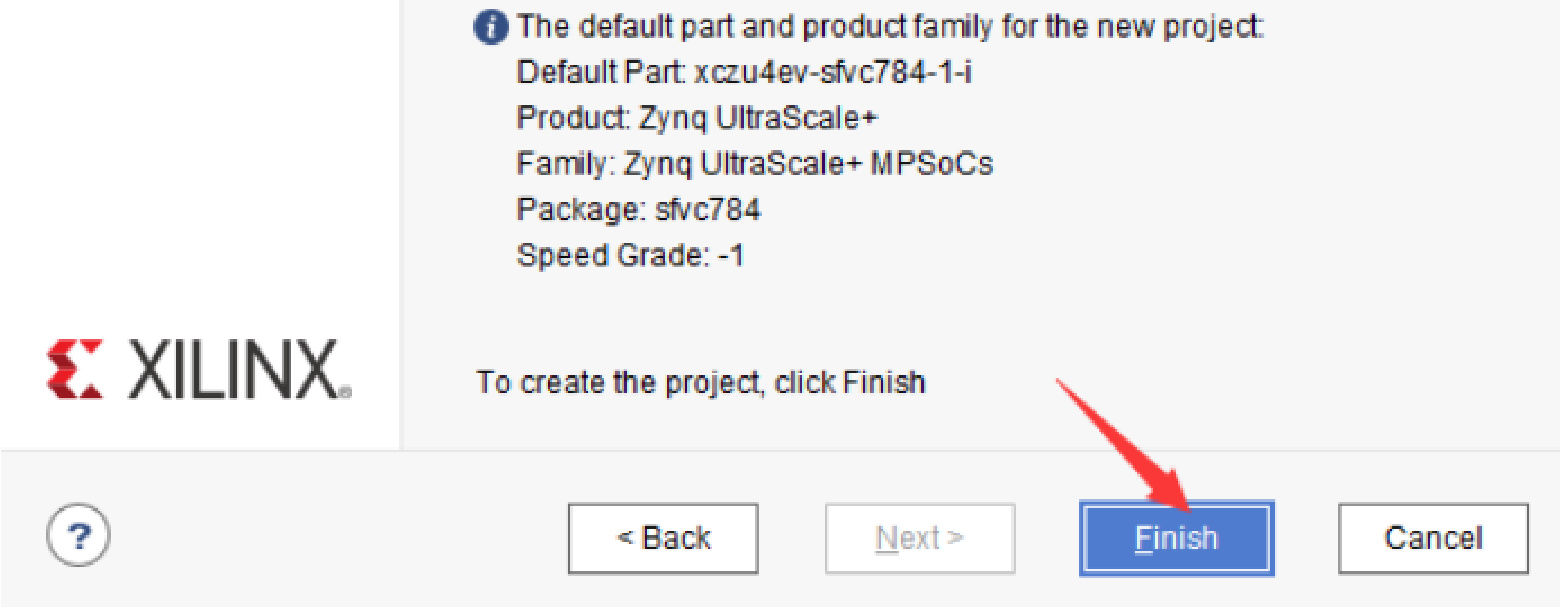 The default part and product family for the new project:
Default Part: xczu4ev-sfvc784-1-i
Product: Zynq UltraScale+
Family: Zynq UltraScale+ MPSoCs
Package: sfvc784
Speed Grade: -1
XILINX
To create the project, click Finish
?
< Back
Next >
Finish
Cancel